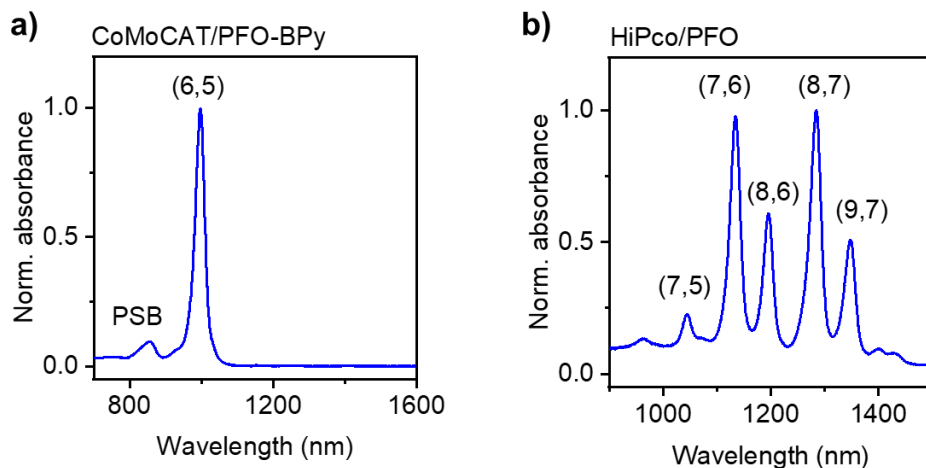 a)
CoMoCAT/PFO-BPy
(6,5)
PSB
1.0
0.5
0.0
Norm. absorbance
800
1200
1600
Wavelength (nm)
b)
HiPco/PFO
(7,6)
(8,7)
(8,6)
(9,7)
(7,5)
1.0
0.5
0.0
Norm. absorbance
1000
1200
1400
Wavelength (nm)